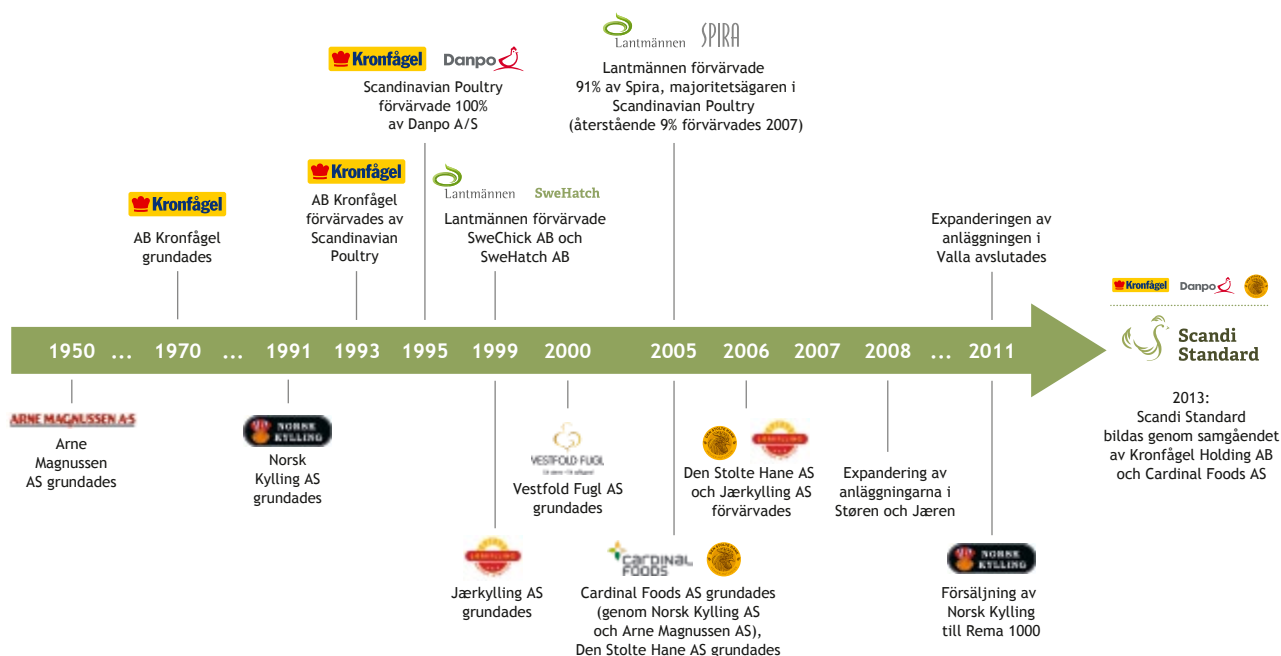 Lantmännen SPIRA
Lantmännen förvärvade
91% av Spira, majoritetsägaren i
Scandinavian Poultry
(återstående 9% förvärvades 2007)
Kronfågel Danpo
Scandinavian Poultry
förvärvade 100%
av Danpo A/S
Kronfågel
AB Kronfågel
förvärvades av
Scandinavian
Poultry
Lantmännen SweHatch
Lantmännen förvärvade
SweChick AB och
SweHatch AB
Kronfågel
AB Kronfågel
grundades
Expanderingen av
anläggningen i
Valla avslutades
1950 ... 1970 ... 1991 1993 1995 1999 2000 2005 2006 2007 2008 ... 2011
Kronfågel Danpo
Scandi
Standard
2013:
Scandi Standard
bildas genom samgåendet
av Kronfågel Holding AB
och Cardinal Foods AS
ARNE MAGNUSSEN A·S
Arne
Magnussen
AS grundades
NORSK
KYLLING
Norsk
Kylling AS
grundades
VESTFOLD FUGL
Vestfold Fugl AS
grundades
Den Stolte Hane AS
och Jærkylling AS
förvärvades
Expandering av
anläggningarna i
Støren och Jæren
JÆRKYLLING
Jærkylling AS
grundades
CARDINAL
FOODS
Cardinal Foods AS grundades
(genom Norsk Kylling AS
och Arne Magnussen AS),
Den Stolte Hane AS grundades
NORSK
KYLLING
Försäljning av
Norsk Kylling
till Rema 1000